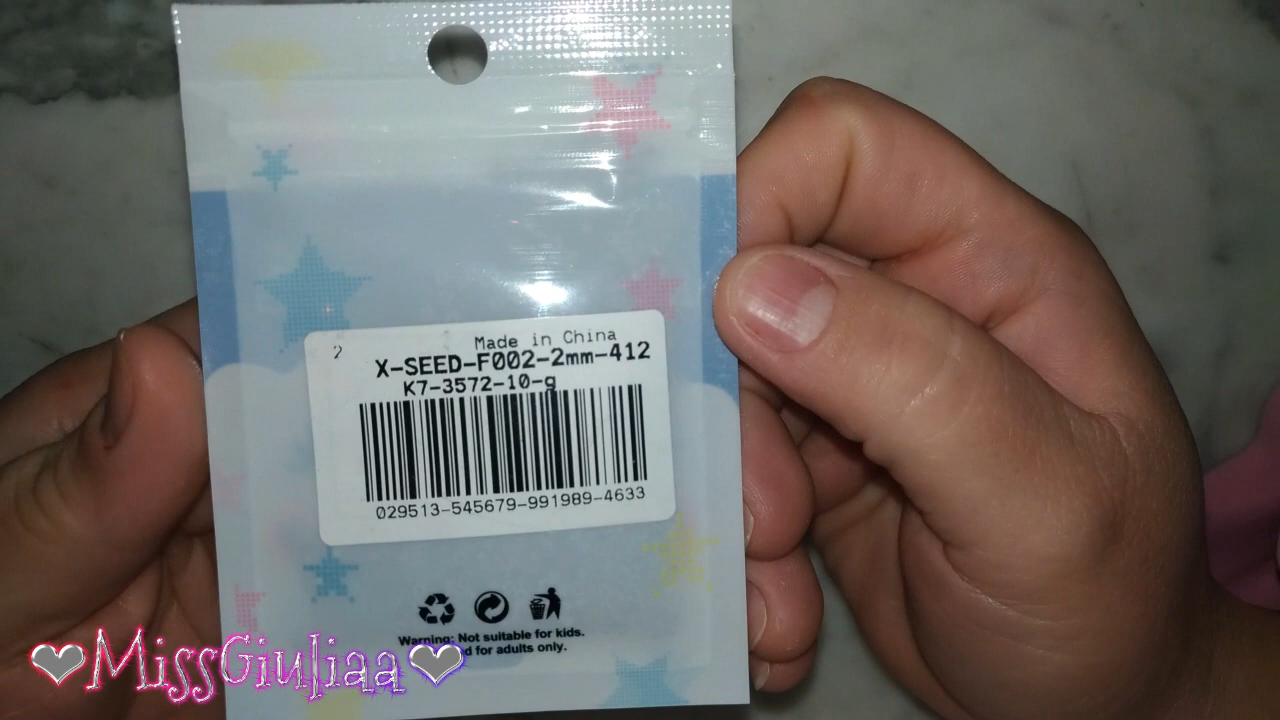 Made in China
2
X-SEED-F002-2mm-412
K7-3572-10-g
029513-545679-991989-4633
Warning: Not suitable for kids.
for adults only.
MissGiuliaa